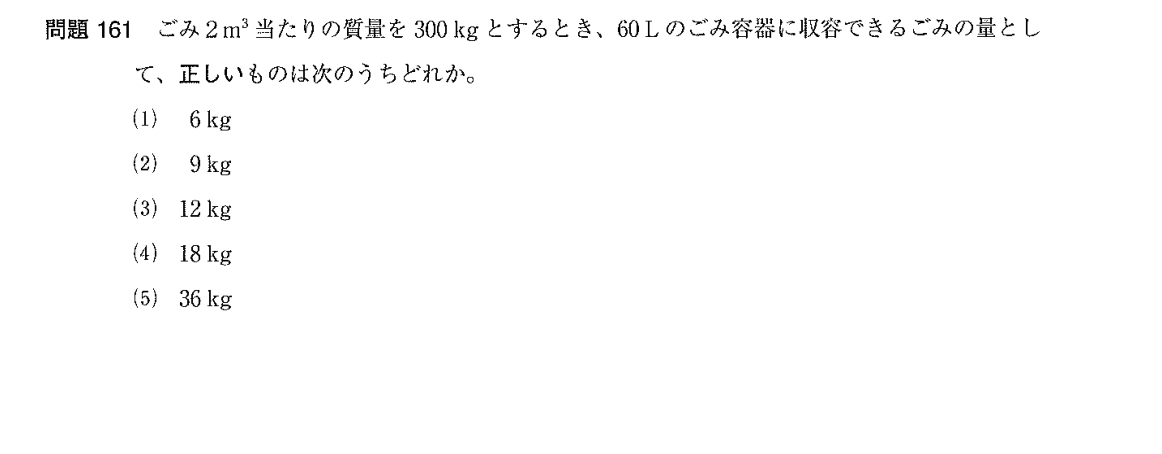 問題 161 ごみ 2 m³ 当たりの質量を 300 kg とするとき、60 L のごみ容器に収容できるごみの量とし
て、正しいものは次のうちどれか。
(1) 6 kg
(2) 9 kg
(3) 12 kg
(4) 18 kg
(5) 36 kg